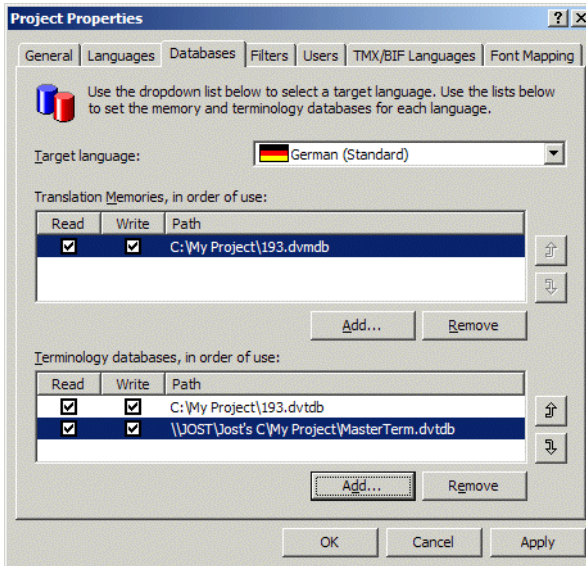 Project Properties
General Languages Databases Filters Users TMX/BIF Languages Font Mapping
Use the dropdown list below to select a target language. Use the lists below
to set the memory and terminology databases for each language.
Target language: German (Standard)
Translation Memories, in order of use:
Read Write Path
C:\My Project\193.dvmdb
Add... Remove
Terminology databases, in order of use:
Read Write Path
C:\My Project\193.dvtdb
\\JOST\Jost's C\My Project\MasterTerm.dvtdb
Add... Remove
OK Cancel Apply